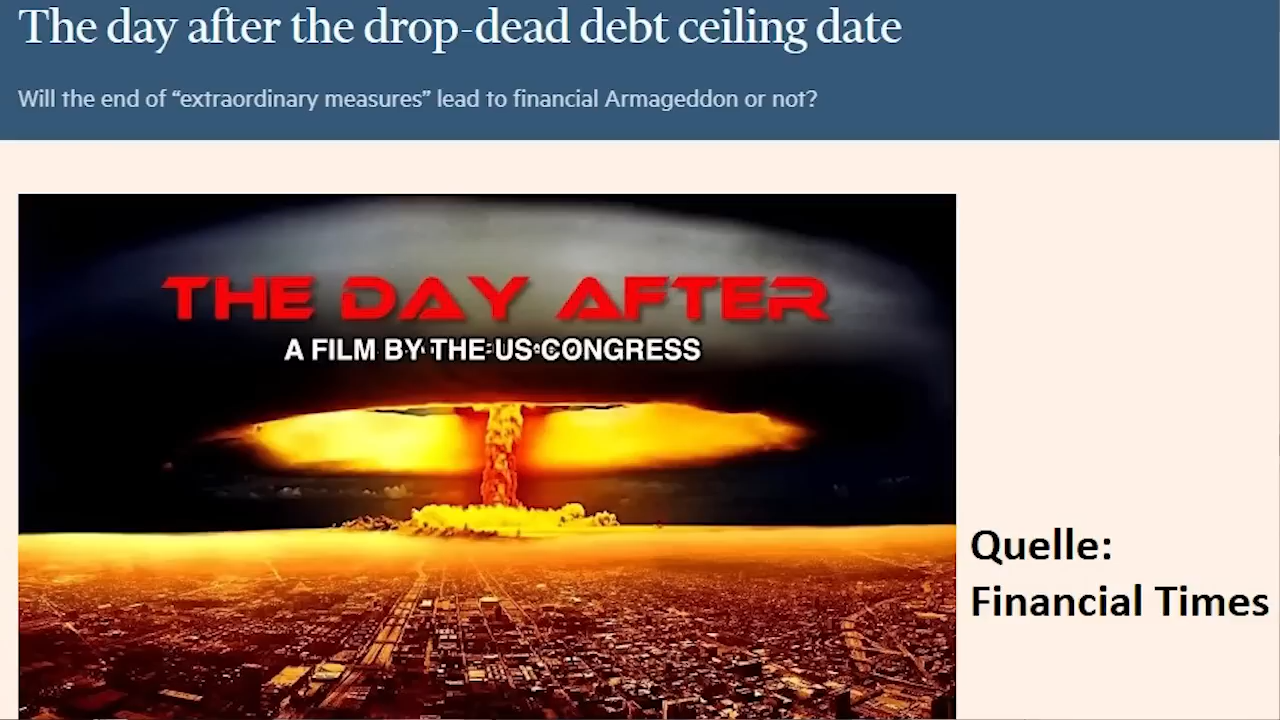 The day after the drop-dead debt ceiling date
Will the end of “extraordinary measures” lead to financial Armageddon or not?
THE DAY AFTER
A FILM BY THE US CONGRESS
Quelle:
Financial Times